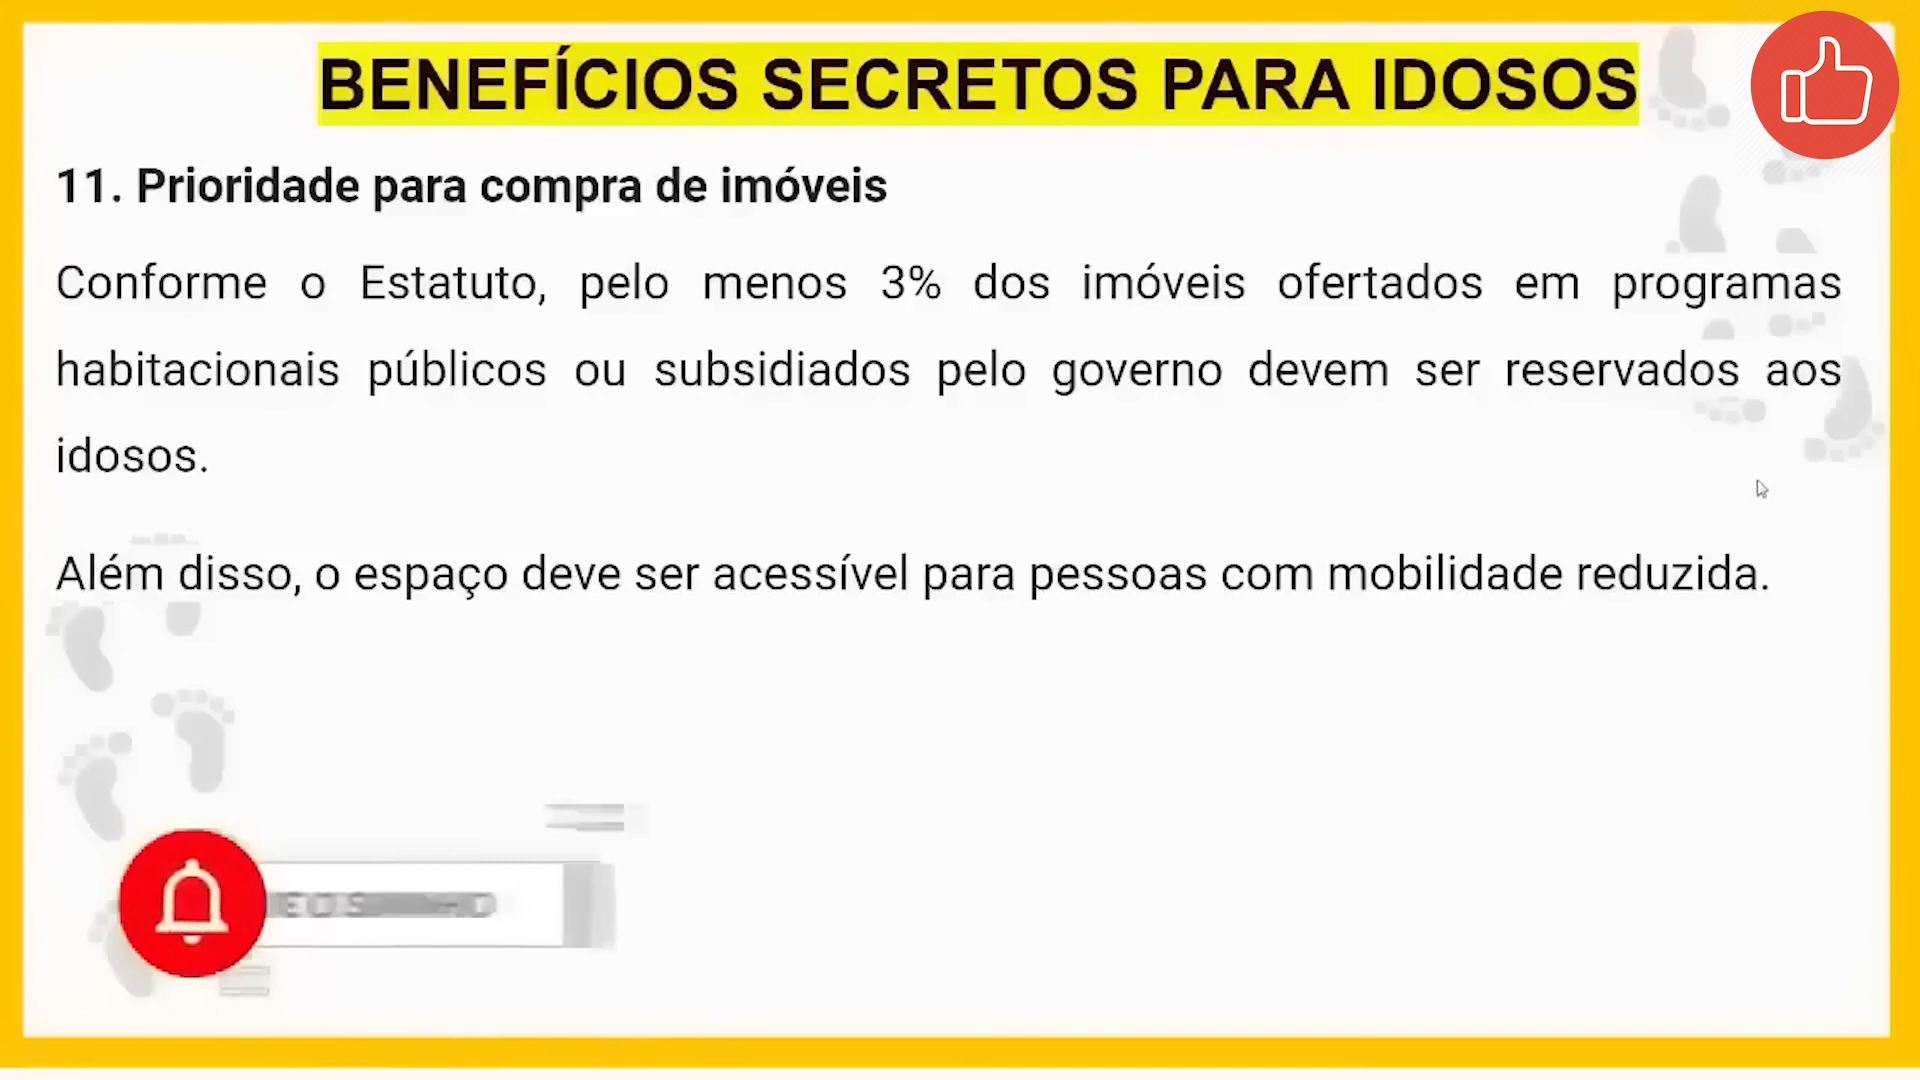 BENEFÍCIOS SECRETOS PARA IDOSOS
11. Prioridade para compra de imóveis
Conforme o Estatuto, pelo menos 3% dos imóveis ofertados em programas
habitacionais públicos ou subsidiados pelo governo devem ser reservados aos
idosos.
Além disso, o espaço deve ser acessível para pessoas com mobilidade reduzida.